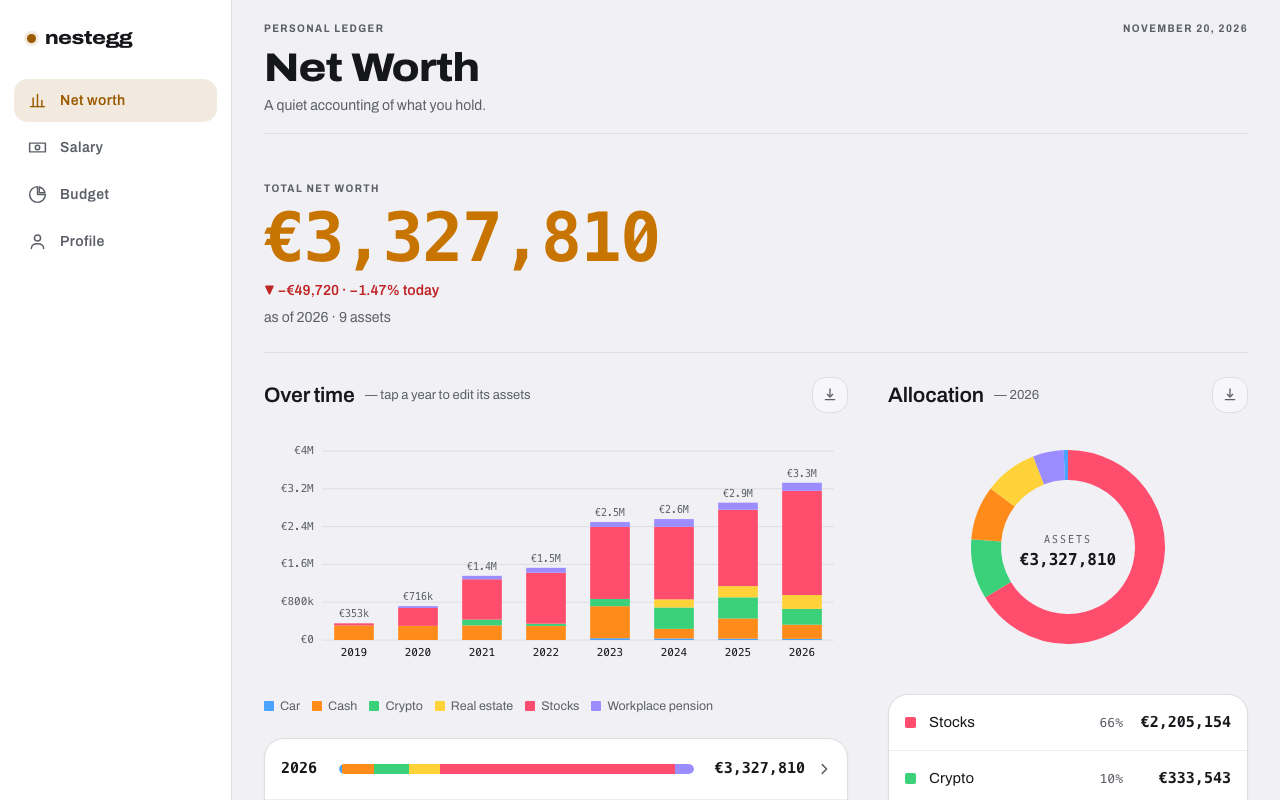 nestegg
Net worth
Salary
Budget
Profile
PERSONAL LEDGER
NOVEMBER 20, 2026
Net Worth
A quiet accounting of what you hold.
TOTAL NET WORTH
€3,327,810
▼ −€49,720 · −1.47% today
as of 2026 · 9 assets
Over time — tap a year to edit its assets
€4M
€3.2M
€2.4M
€1.6M
€800k
€0
€353k
€716k
€1.4M
€1.5M
€2.5M
€2.6M
€2.9M
€3.3M
2019 2020 2021 2022 2023 2024 2025 2026
Car Cash Crypto Real estate Stocks Workplace pension
2026 €3,327,810
Allocation — 2026
ASSETS
€3,327,810
Stocks 66% €2,205,154
Crypto 10% €333,543